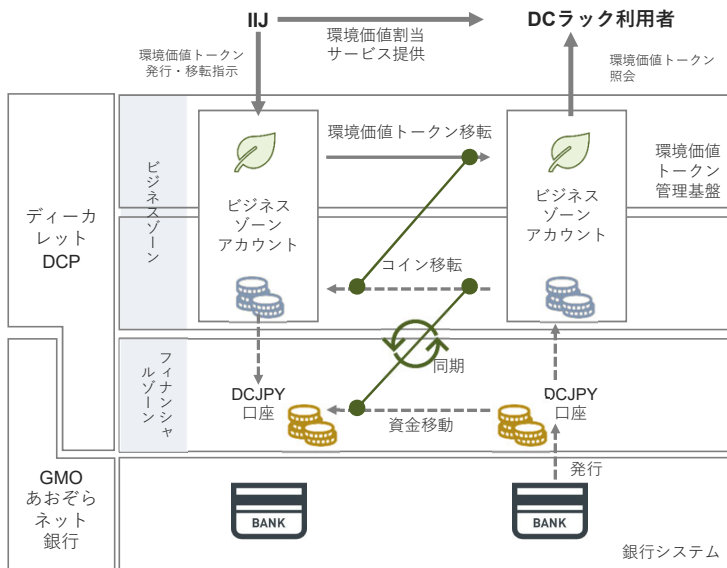 IIJ
DCラック利用者
環境価値割当
サービス提供
環境価値トークン
発行・移転指示
環境価値トークン
照会
ディーカ
レット
DCP
ビジネスゾーン
環境価値トークン移転
環境価値
トークン
管理基盤
ビジネス
ゾーン
アカウント
ビジネス
ゾーン
アカウント
コイン移転
フィナンシャ
ルゾーン
同期
DCJPY
口座
DCJPY
口座
資金移動
GMO
あおぞら
ネット
銀行
発行
BANK
BANK
銀行システム